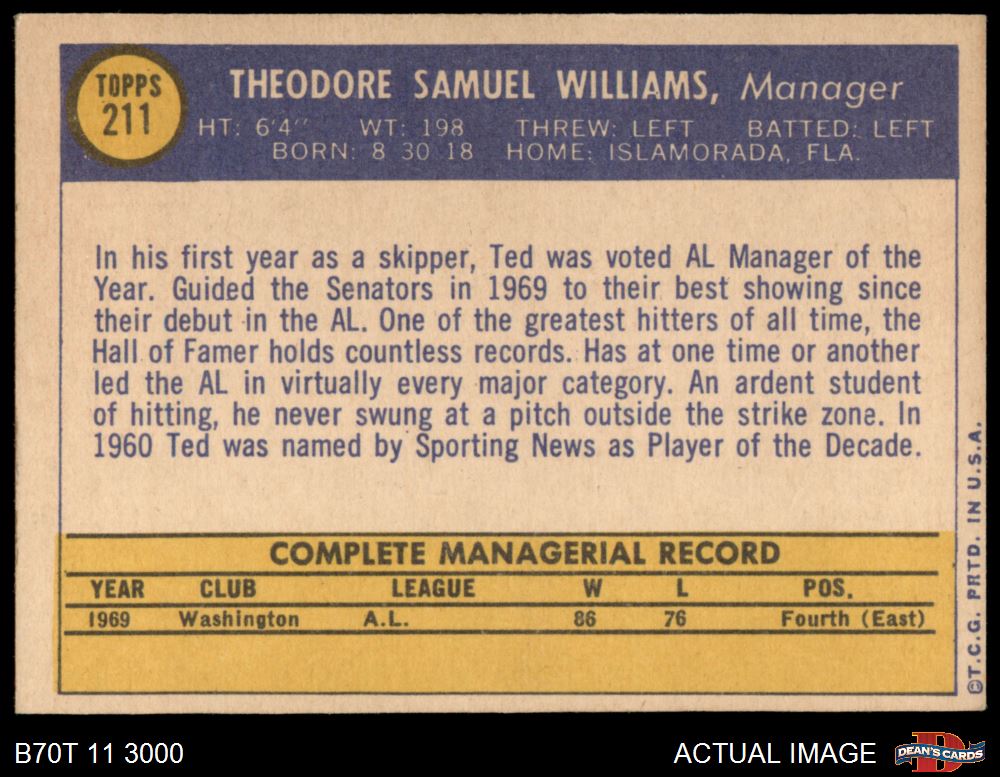 TOPPS
211
THEODORE SAMUEL WILLIAMS, Manager
HT: 6'4" WT: 198 THREW: LEFT BATTED: LEFT
BORN: 8 30 18 HOME: ISLAMORADA, FLA.
In his first year as a skipper, Ted was voted AL Manager of the
Year. Guided the Senators in 1969 to their best showing since
their debut in the AL. One of the greatest hitters of all time, the
Hall of Famer holds countless records. Has at one time or another
led the AL in virtually every major category. An ardent student
of hitting, he never swung at a pitch outside the strike zone. In
1960 Ted was named by Sporting News as Player of the Decade.
COMPLETE MANAGERIAL RECORD
YEAR CLUB LEAGUE W L POS.
1969 Washington A.L. 86 76 Fourth (East)
©T.C.G. PRTD. IN U.S.A.
B70T 11 3000
ACTUAL IMAGE
D
DEAN'S CARDS